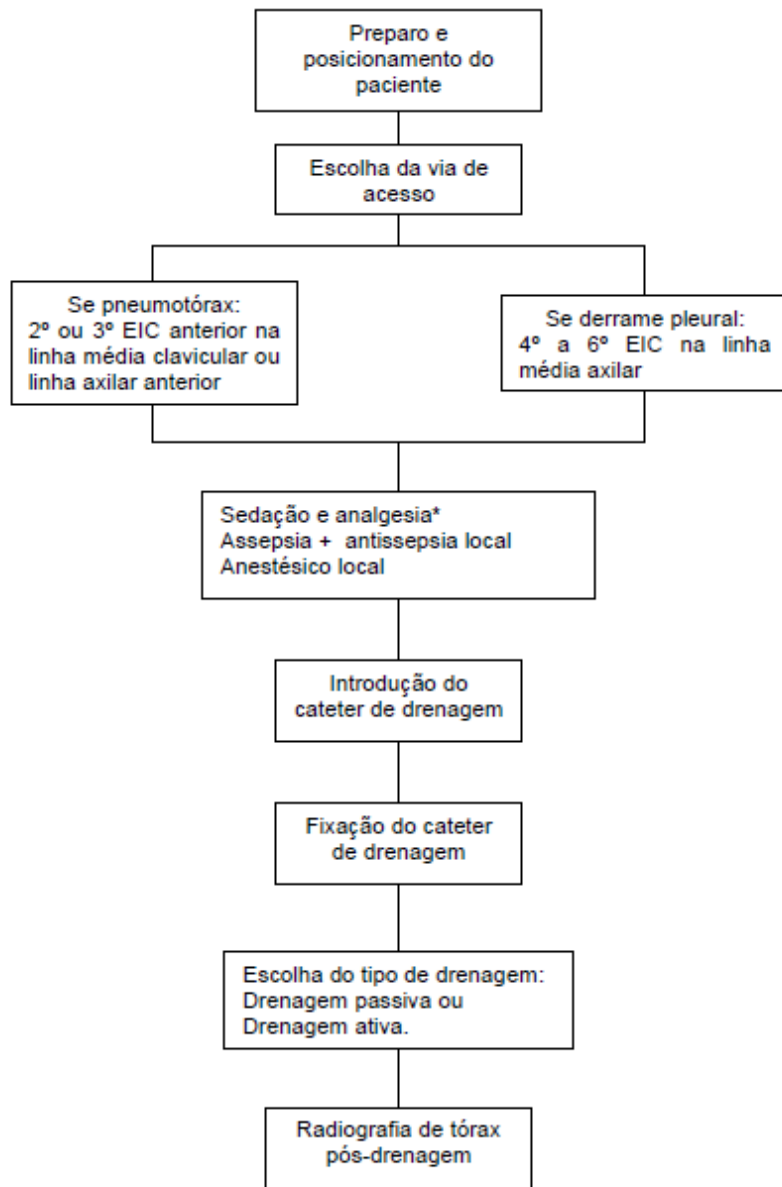 Preparo e
posicionamento do
paciente
Escolha da via de
acesso
Se pneumotórax:
2º ou 3º EIC anterior na
linha média clavicular ou
linha axilar anterior
Se derrame pleural:
4º a 6º EIC na linha
média axilar
Sedação e analgesia*
Assepsia + antissepsia local
Anestésico local
Introdução do
cateter de drenagem
Fixação do cateter
de drenagem
Escolha do tipo de drenagem:
Drenagem passiva ou
Drenagem ativa.
Radiografia de tórax
pós-drenagem